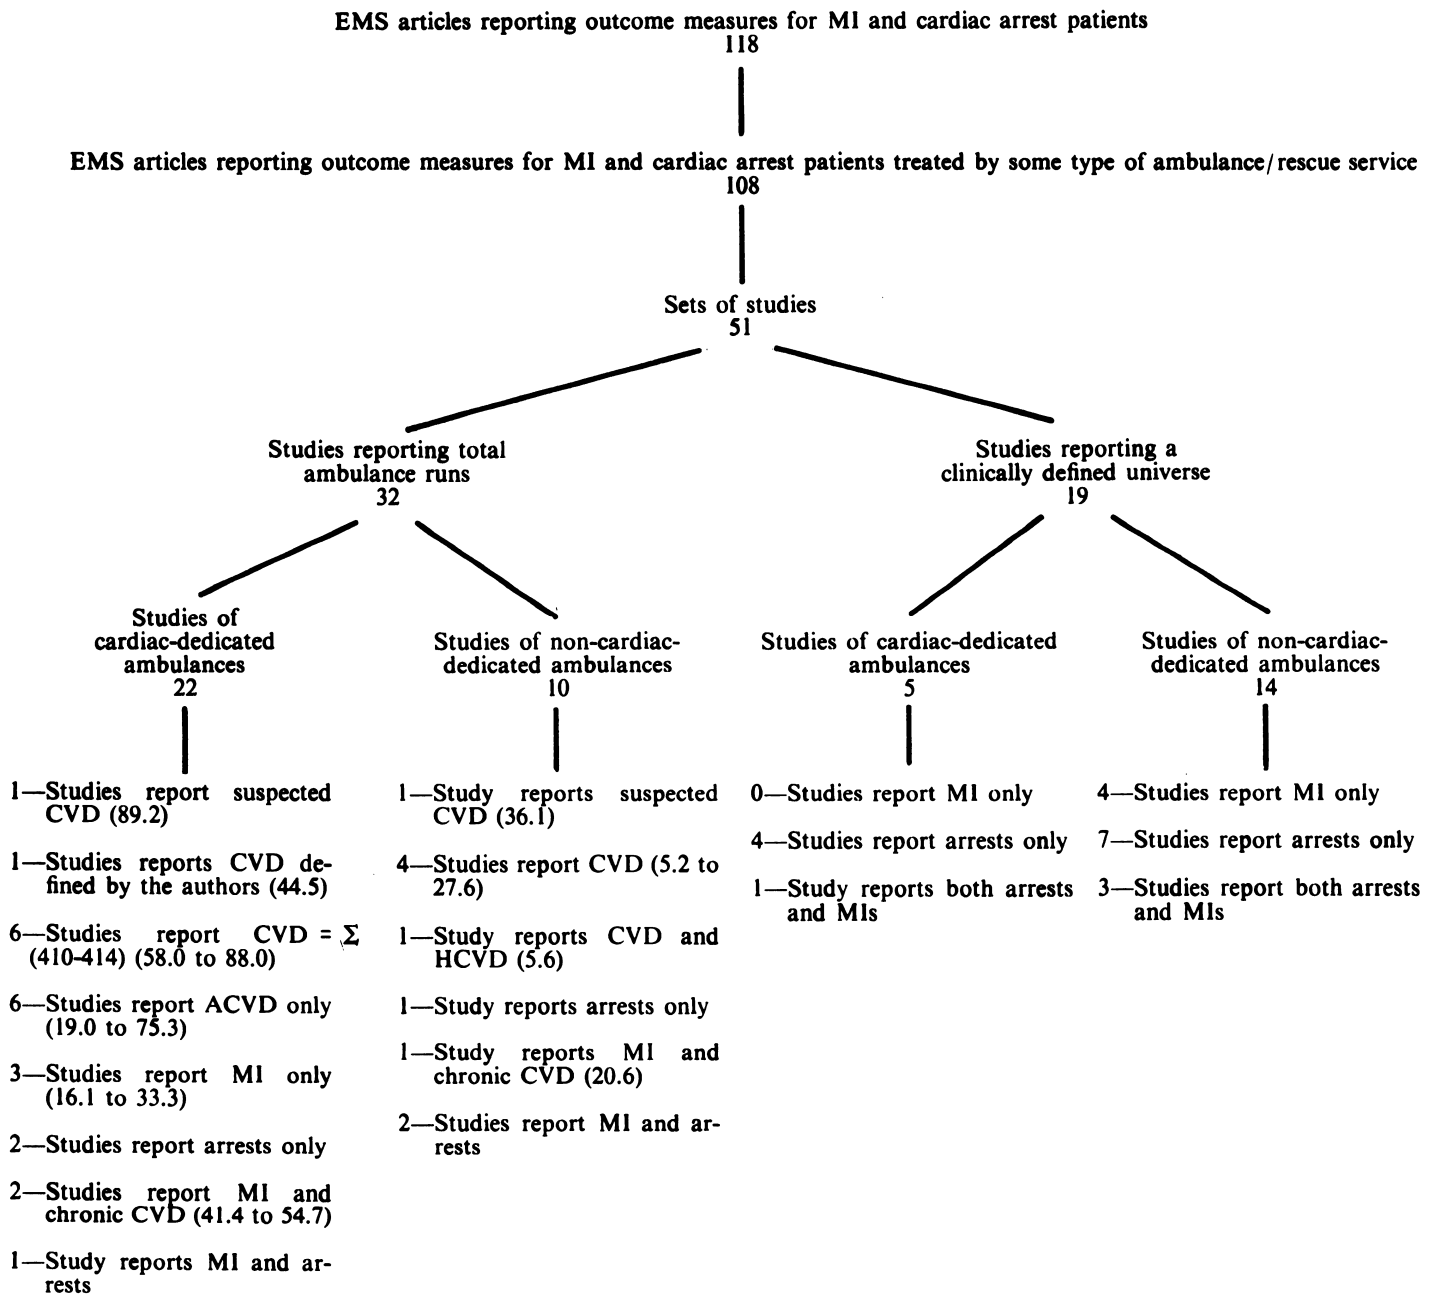 EMS articles reporting outcome measures for MI and cardiac arrest patients
118
EMS articles reporting outcome measures for MI and cardiac arrest patients treated by some type of ambulance/rescue service
108
Sets of studies
51
Studies reporting total
ambulance runs
32
Studies reporting a
clinically defined universe
19
Studies of
cardiac-dedicated
ambulances
22
Studies of non-cardiac-
dedicated ambulances
10
Studies of cardiac-dedicated
ambulances
5
Studies of non-cardiac-
dedicated ambulances
14
1—Studies report suspected
CVD (89.2)
1—Studies reports CVD de-
fined by the authors (44.5)
6—Studies report CVD = Σ
(410-414) (58.0 to 88.0)
6—Studies report ACVD only
(19.0 to 75.3)
3—Studies report MI only
(16.1 to 33.3)
2—Studies report arrests only
2—Studies report MI and
chronic CVD (41.4 to 54.7)
1—Study reports MI and ar-
rests
1—Study reports suspected
CVD (36.1)
4—Studies report CVD (5.2 to
27.6)
1—Study reports CVD and
HCVD (5.6)
1—Study reports arrests only
1—Study reports MI and
chronic CVD (20.6)
2—Studies report MI and ar-
rests
0—Studies report MI only
4—Studies report arrests only
1—Study reports both arrests
and MIs
4—Studies report MI only
7—Studies report arrests only
3—Studies report both arrests
and MIs